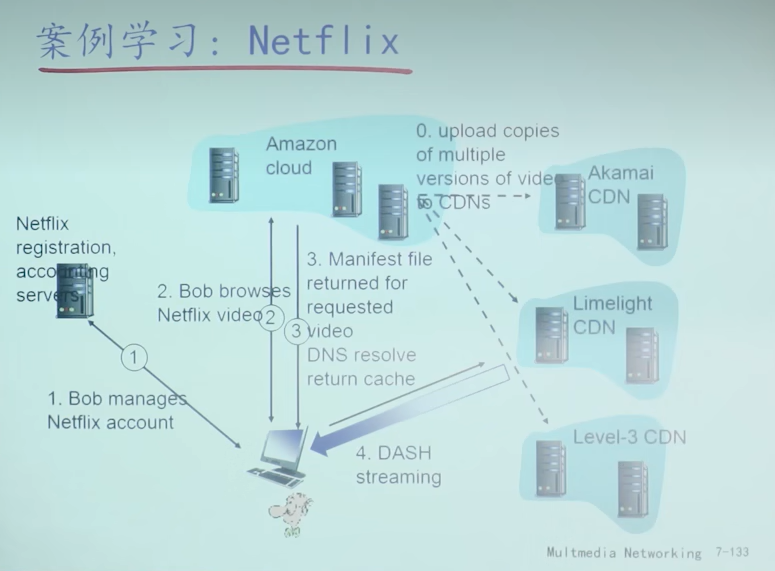 案例学习: Netflix
Amazon
cloud
0. upload copies
of multiple
versions of video
to CDNs
Akamai
CDN
Netflix
registration,
accounting
servers
2. Bob browses
Netflix video
2
3. Manifest file
returned for
requested
video
DNS resolve
return cache
3
Limelight
CDN
1
1. Bob manages
Netflix account
4. DASH
streaming
Level-3 CDN
Multmedia Networking 7-133